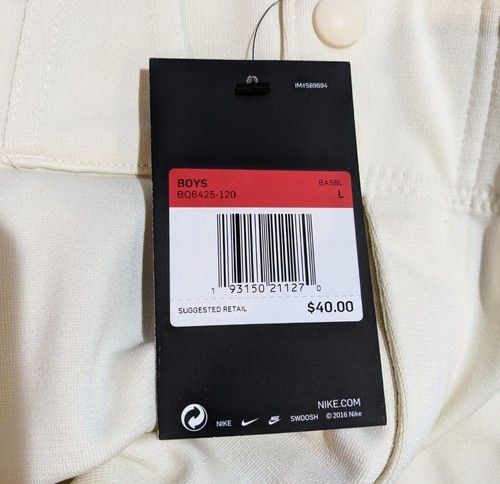 IM#589604
BOYS BASBL
BQ6425-120 L
1 93150 21127 0
SUGGESTED RETAIL $40.00
NIKE.COM
NIKE SWOOSH ©2016 Nike